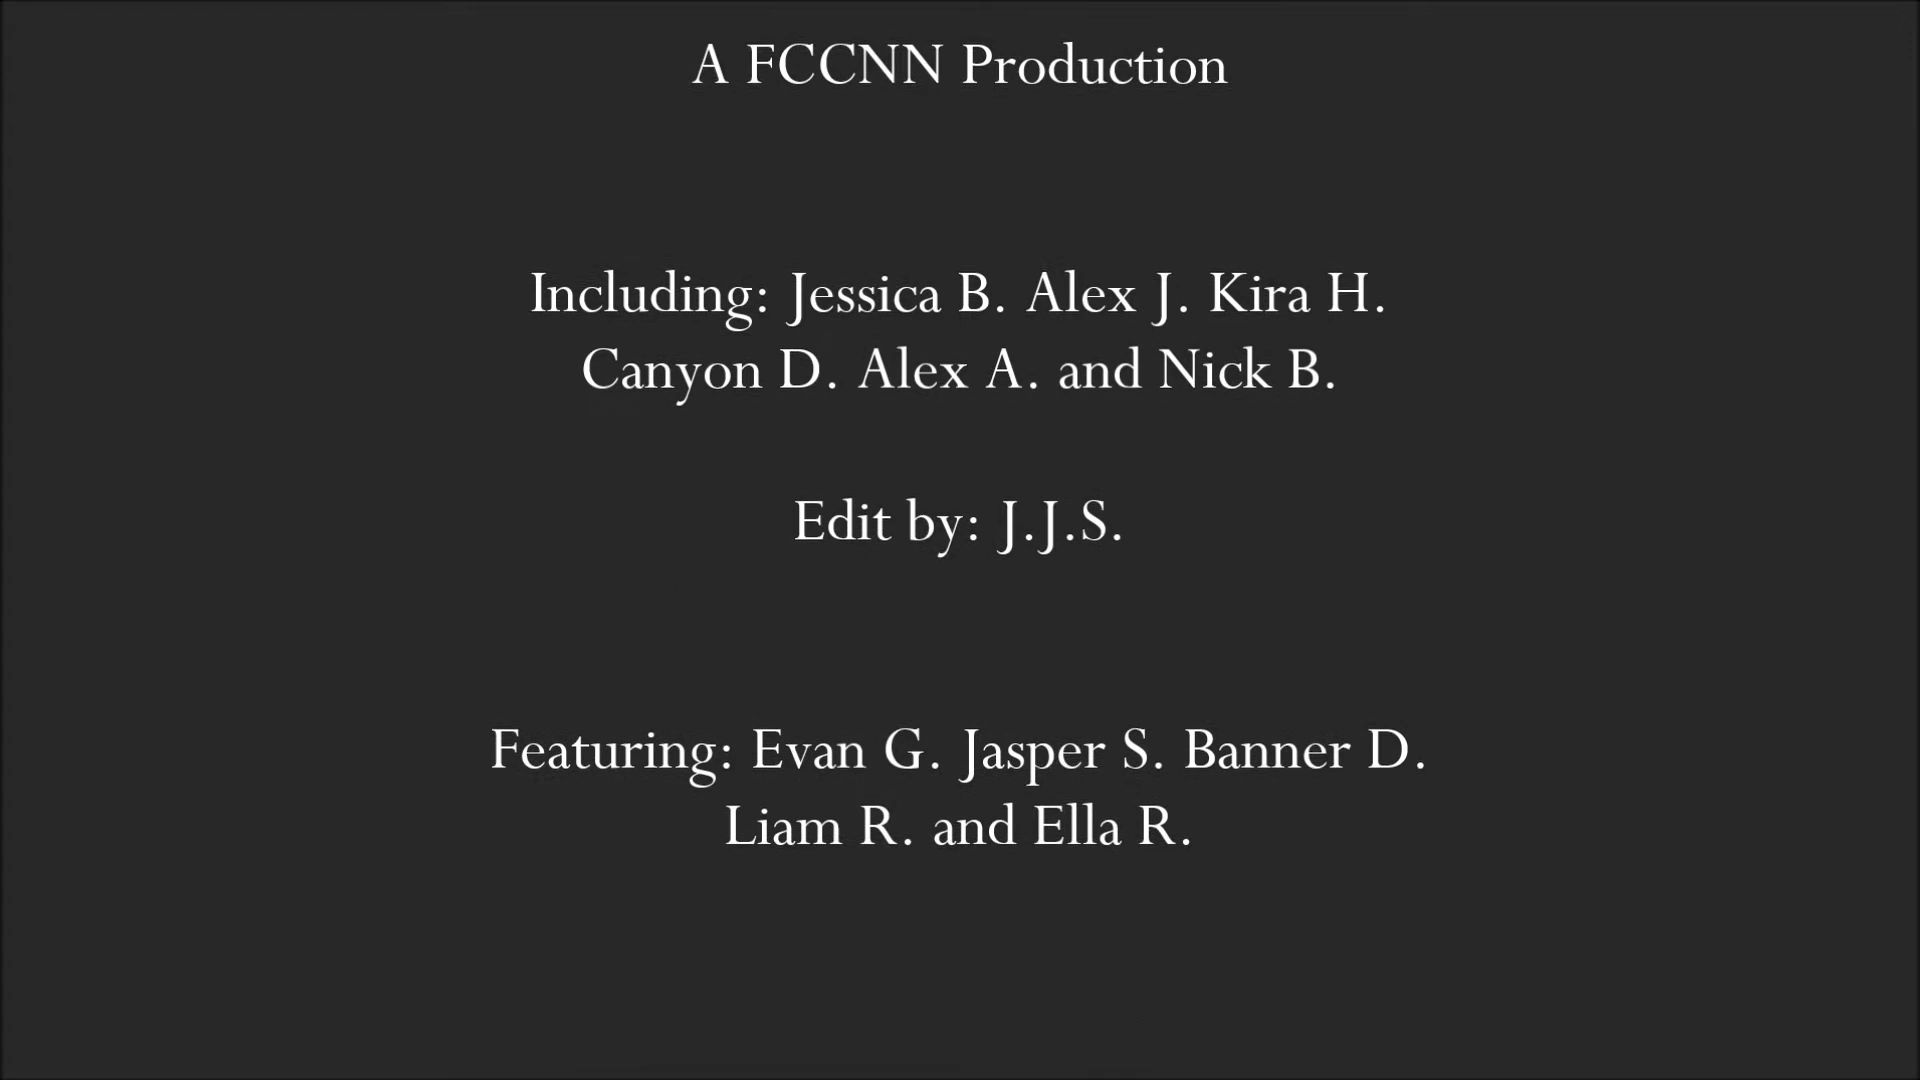 A FCCNN Production
Including: Jessica B. Alex J. Kira H.
Canyon D. Alex A. and Nick B.
Edit by: J.J.S.
Featuring: Evan G. Jasper S. Banner D.
Liam R. and Ella R.